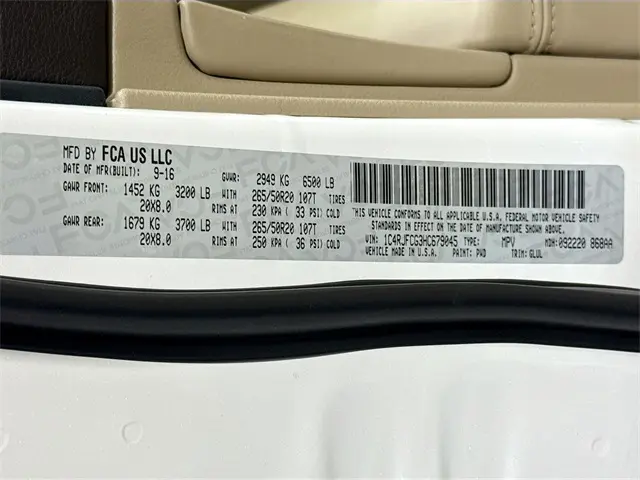 MFD BY FCA US LLC
DATE OF MFR(BUILT): 9-16 GVWR: 2949 KG 6500 LB
GAWR FRONT: 1452 KG 3200 LB WITH 265/50R20 107T TIRES
20X8.0 RIMS AT 230 KPA ( 33 PSI) COLD
GAWR REAR: 1679 KG 3700 LB WITH 265/50R20 107T TIRES
20X8.0 RIMS AT 250 KPA ( 36 PSI) COLD
THIS VEHICLE CONFORMS TO ALL APPLICABLE U.S.A. FEDERAL MOTOR VEHICLE SAFETY
STANDARDS IN EFFECT ON THE DATE OF MANUFACTURE SHOWN ABOVE.
VIN: 1C4RJFCG3HC679045 TYPE: MPV MDH:092220 868AA
VEHICLE MADE IN U.S.A. PAINT: PWD TRIM: GLUL